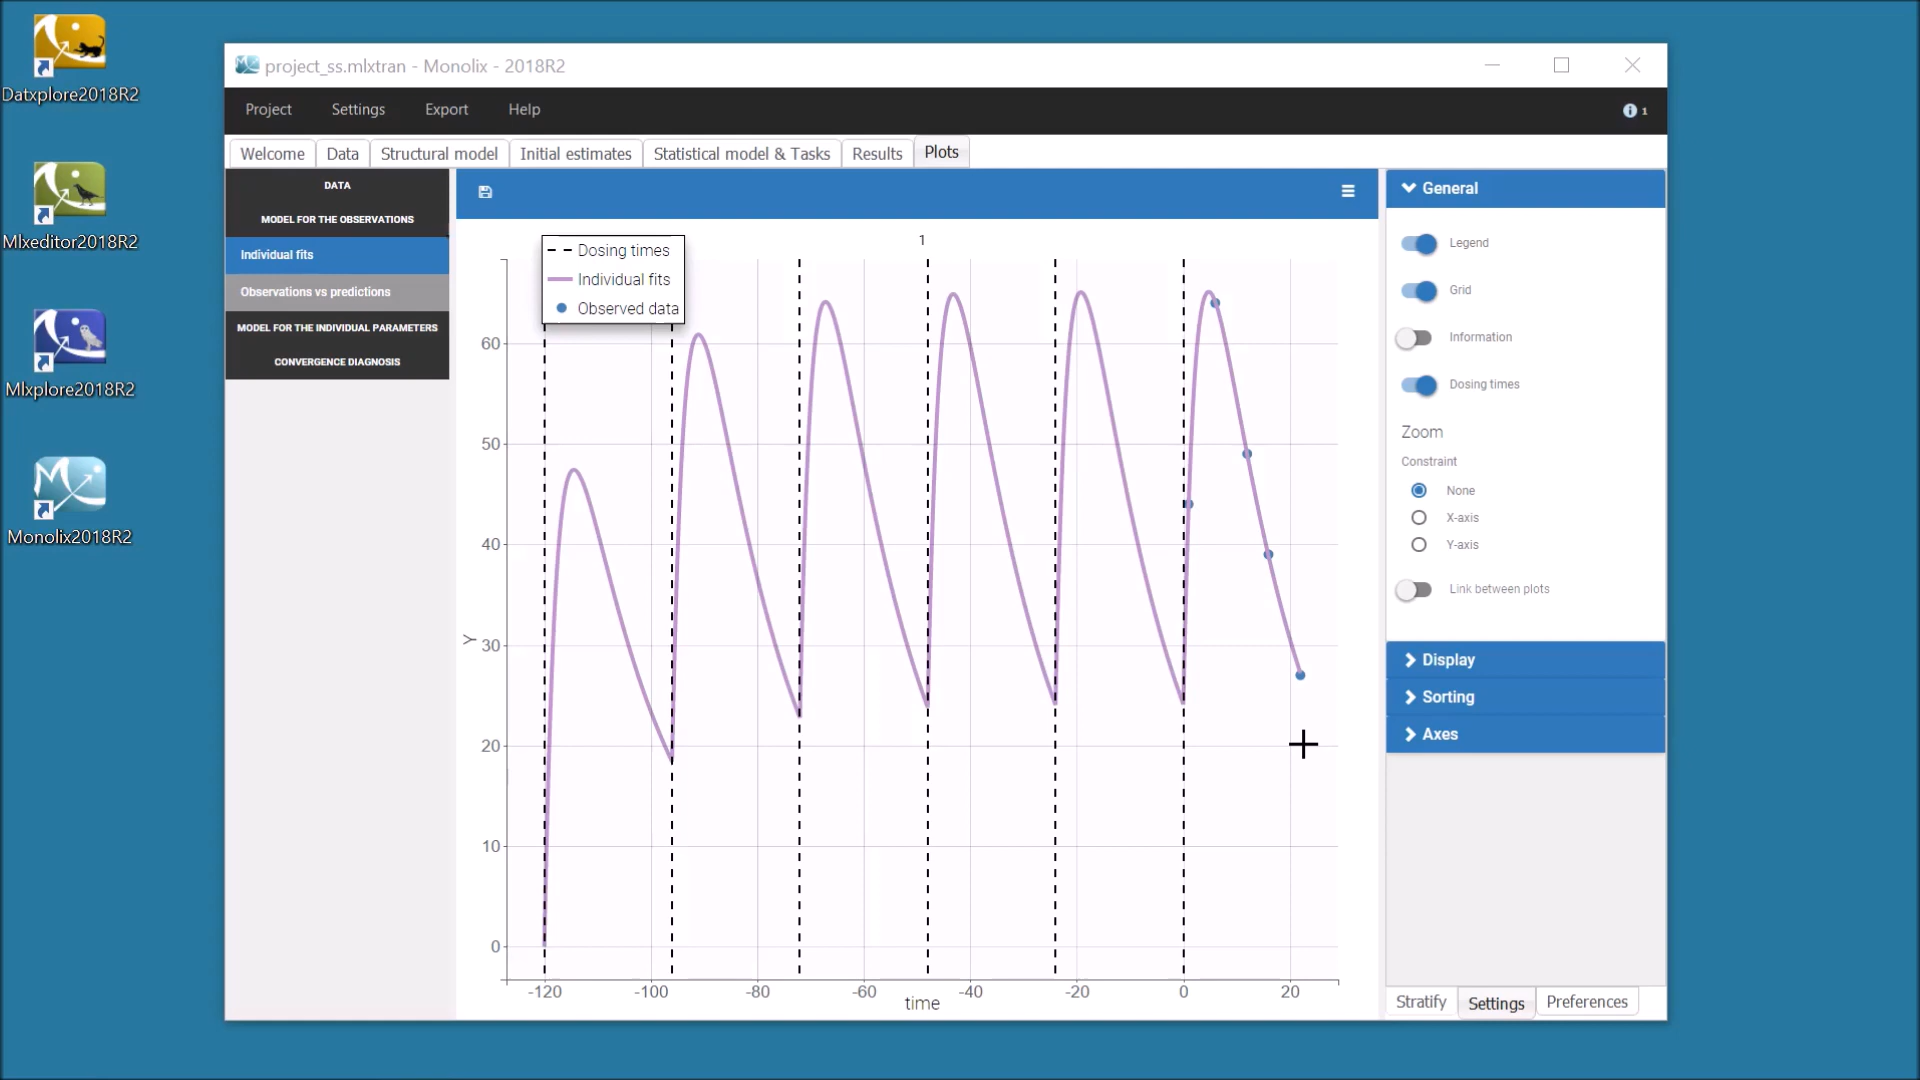 Datxplore2018R2
Mlxeditor2018R2
Mlxplore2018R2
Monolix2018R2
project_ss.mlxtran - Monolix - 2018R2
Project Settings Export Help
1
Welcome Data Structural model Initial estimates Statistical model & Tasks Results Plots
DATA
MODEL FOR THE OBSERVATIONS
Individual fits
Observations vs predictions
MODEL FOR THE INDIVIDUAL PARAMETERS
CONVERGENCE DIAGNOSIS
1
Dosing times
Individual fits
Observed data
60
50
40
30
20
10
0
Y
-120 -100 -80 -60 -40 -20 0 20
time
General
Legend
Grid
Information
Dosing times
Zoom
Constraint
None
X-axis
Y-axis
Link between plots
Display
Sorting
Axes
Stratify Settings Preferences